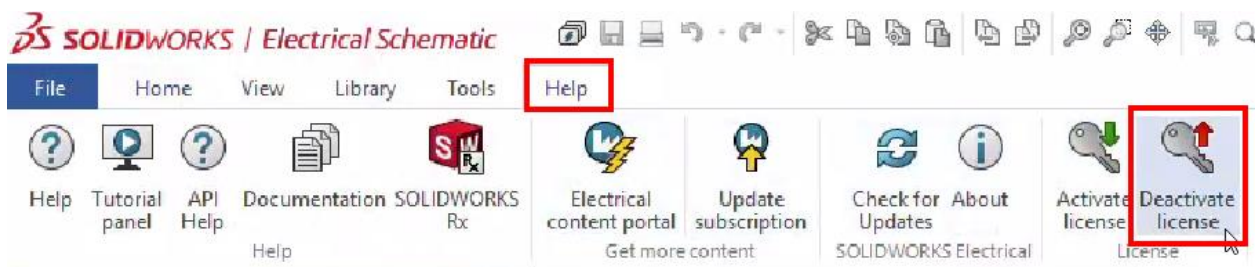 SOLIDWORKS | Electrical Schematic
File Home View Library Tools Help
Help Tutorial API Documentation SOLIDWORKS Electrical Update Check for About Activate Deactivate
panel Help Rx content portal subscription Updates license license
Help Get more content SOLIDWORKS Electrical License